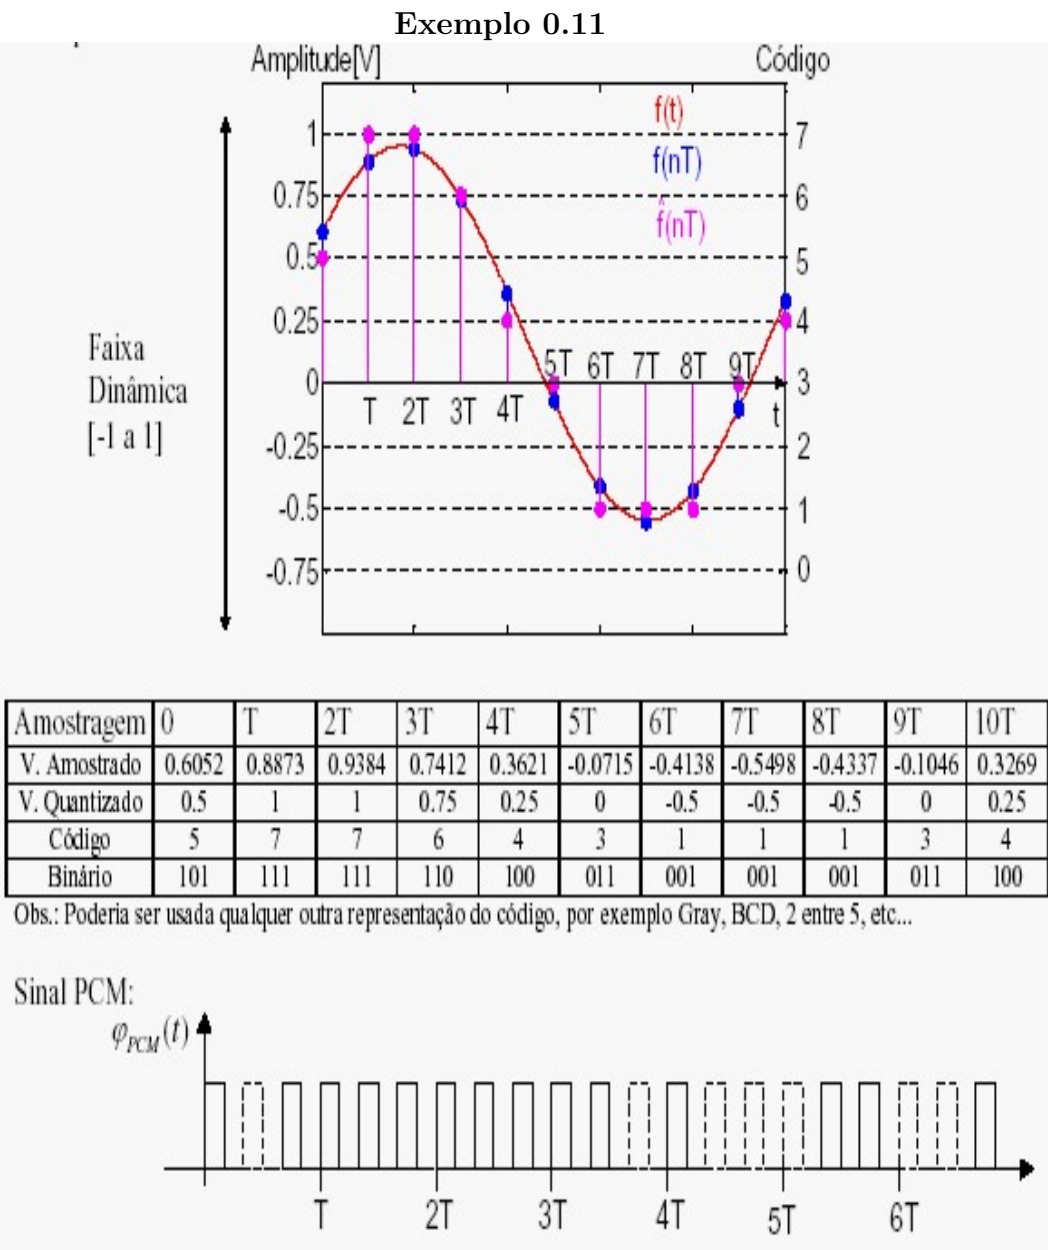 Exemplo 0.11
Amplitude[V]
Código
f(t)
f(nT)
f̂(nT)
1
0.75
0.5
0.25
0
-0.25
-0.5
-0.75
7
6
5
4
3
2
1
0
Faixa
Dinâmica
[-1 a 1]
5T 6T 7T 8T 9T
T 2T 3T 4T t
Amostragem 0 T 2T 3T 4T 5T 6T 7T 8T 9T 10T
V. Amostrado 0.6052 0.8873 0.9384 0.7412 0.3621 -0.0715 -0.4138 -0.5498 -0.4337 -0.1046 0.3269
V. Quantizado 0.5 1 1 0.75 0.25 0 -0.5 -0.5 -0.5 0 0.25
Código 5 7 7 6 4 3 1 1 1 3 4
Binário 101 111 111 110 100 011 001 001 001 011 100
Obs.: Poderia ser usada qualquer outra representação do código, por exemplo Gray, BCD, 2 entre 5, etc...
Sinal PCM:
φPCM(t)
T 2T 3T 4T 5T 6T